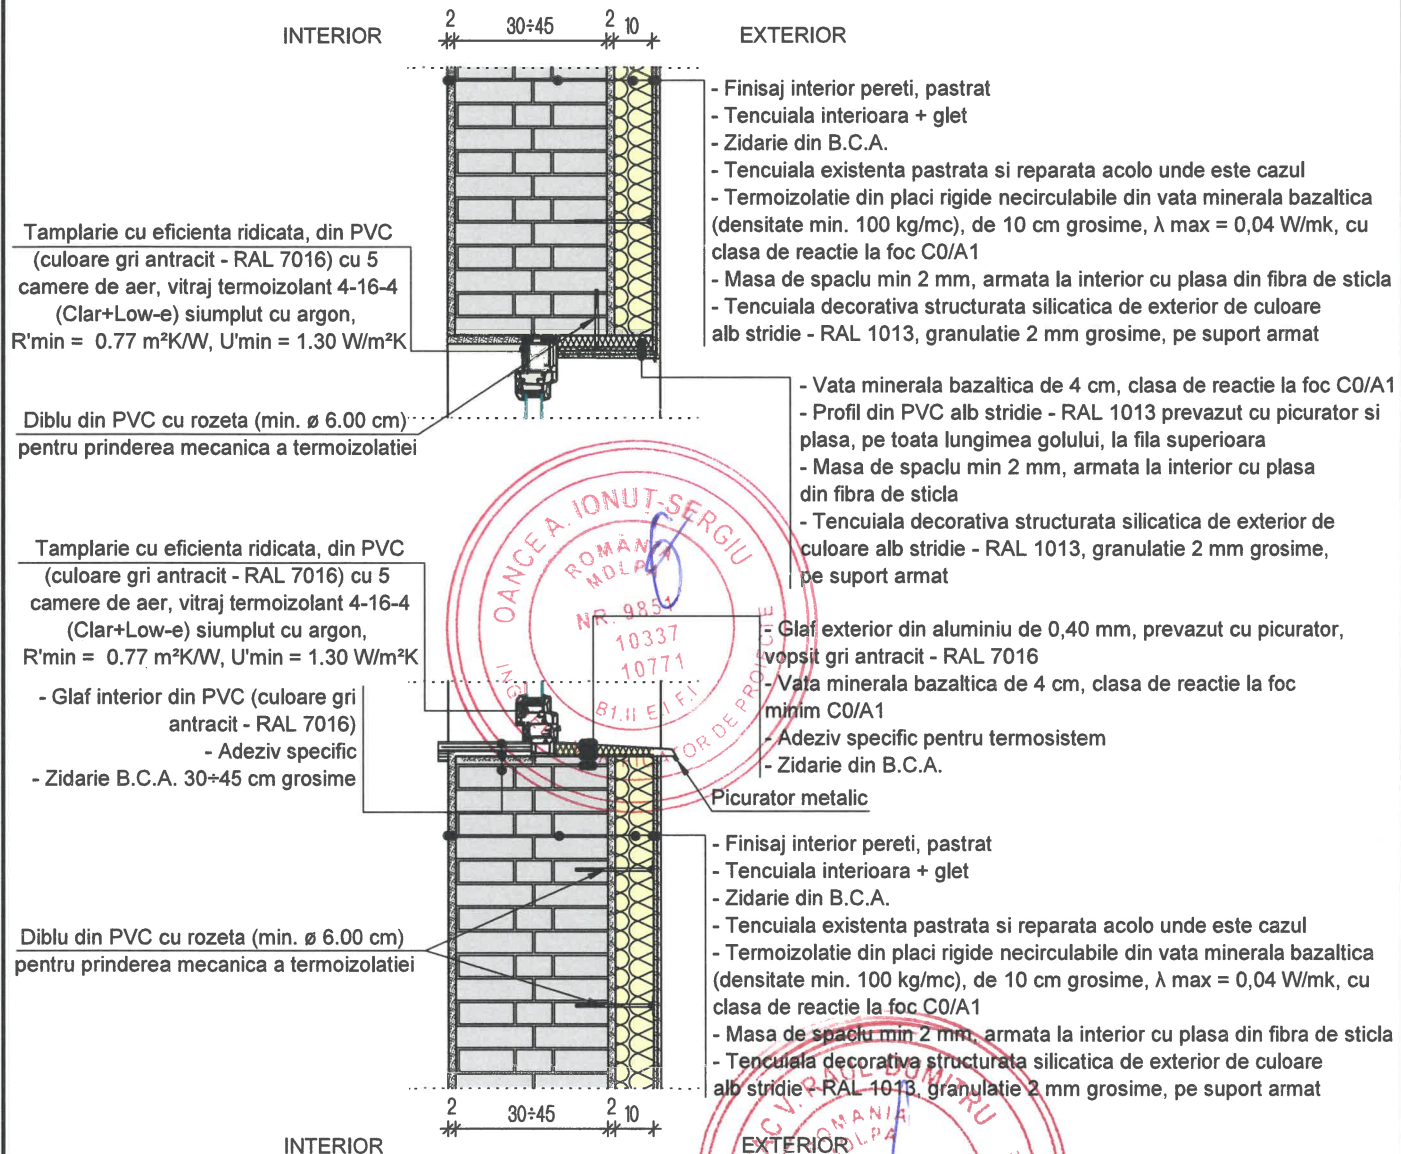 INTERIOR
2 30÷45 2 10
EXTERIOR
- Finisaj interior pereti, pastrat
- Tencuiala interioara + glet
- Zidarie din B.C.A.
- Tencuiala existenta pastrata si reparata acolo unde este cazul
- Termoizolatie din placi rigide necirculabile din vata minerala bazaltica
(densitate min. 100 kg/mc), de 10 cm grosime, λ max = 0,04 W/mk, cu
clasa de reactie la foc C0/A1
- Masa de spaclu min 2 mm, armata la interior cu plasa din fibra de sticla
- Tencuiala decorativa structurata silicatica de exterior de culoare
alb stridie - RAL 1013, granulatie 2 mm grosime, pe suport armat
Tamplarie cu eficienta ridicata, din PVC
(culoare gri antracit - RAL 7016) cu 5
camere de aer, vitraj termoizolant 4-16-4
(Clar+Low-e) siumplut cu argon,
R'min = 0.77 m²K/W, U'min = 1.30 W/m²K
- Vata minerala bazaltica de 4 cm, clasa de reactie la foc C0/A1
- Profil din PVC alb stridie - RAL 1013 prevazut cu picurator si
plasa, pe toata lungimea golului, la fila superioara
- Masa de spaclu min 2 mm, armata la interior cu plasa
din fibra de sticla
- Tencuiala decorativa structurata silicatica de exterior de
culoare alb stridie - RAL 1013, granulatie 2 mm grosime,
pe suport armat
Diblu din PVC cu rozeta (min. ø 6.00 cm)
pentru prinderea mecanica a termoizolatiei
OANCE A. IONUT-SERGIU
ROMÂNIA
MDLPA
NR. 9851
10337
10771
B1.II E.I F.I
Tamplarie cu eficienta ridicata, din PVC
(culoare gri antracit - RAL 7016) cu 5
camere de aer, vitraj termoizolant 4-16-4
(Clar+Low-e) siumplut cu argon,
R'min = 0.77 m²K/W, U'min = 1.30 W/m²K
- Glaf interior din PVC (culoare gri
antracit - RAL 7016)
- Adeziv specific
- Zidarie B.C.A. 30÷45 cm grosime
- Glaf exterior din aluminiu de 0,40 mm, prevazut cu picurator,
vopsit gri antracit - RAL 7016
- Vata minerala bazaltica de 4 cm, clasa de reactie la foc
minim C0/A1
- Adeziv specific pentru termosistem
- Zidarie din B.C.A.
Picurator metalic
- Finisaj interior pereti, pastrat
- Tencuiala interioara + glet
- Zidarie din B.C.A.
- Tencuiala existenta pastrata si reparata acolo unde este cazul
- Termoizolatie din placi rigide necirculabile din vata minerala bazaltica
(densitate min. 100 kg/mc), de 10 cm grosime, λ max = 0,04 W/mk, cu
clasa de reactie la foc C0/A1
- Masa de spaclu min 2 mm, armata la interior cu plasa din fibra de sticla
- Tencuiala decorativa structurata silicatica de exterior de culoare
alb stridie - RAL 1013, granulatie 2 mm grosime, pe suport armat
Diblu din PVC cu rozeta (min. ø 6.00 cm)
pentru prinderea mecanica a termoizolatiei
2 30÷45 2 10
INTERIOR
EXTERIOR
V. RAUL-DUMITRU
ROMANIA
MDLPA